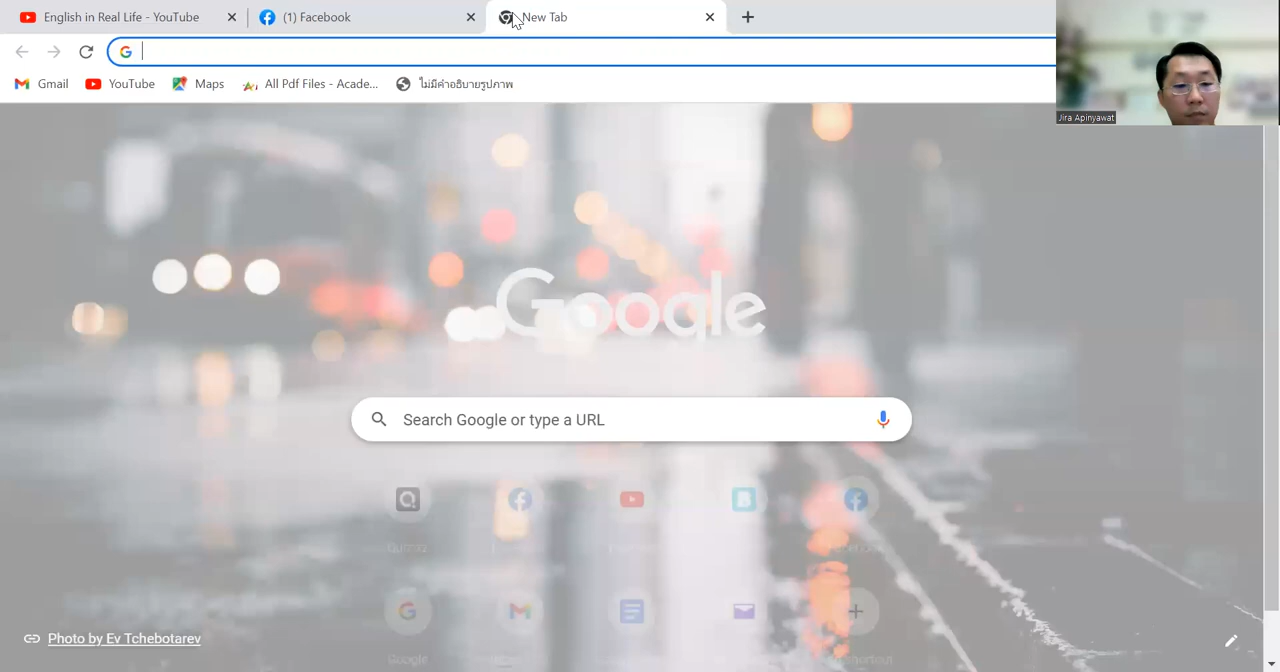 English in Real Life - YouTube
(1) Facebook
New Tab
Gmail
YouTube
Maps
All Pdf Files - Acade...
ไม่มีคำอธิบายรูปภาพ
Jira Apinyawat
Google
Search Google or type a URL
Google
Photo by Ev Tchebotarev